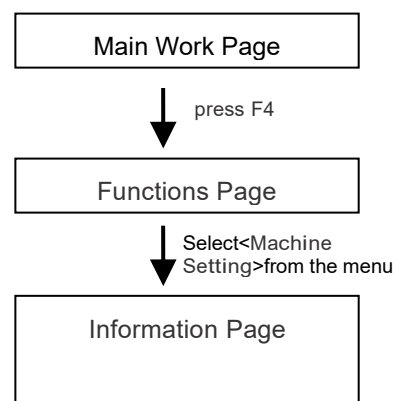 Main Work Page
press F4
Functions Page
Select<Machine
Setting>from the menu
Information Page